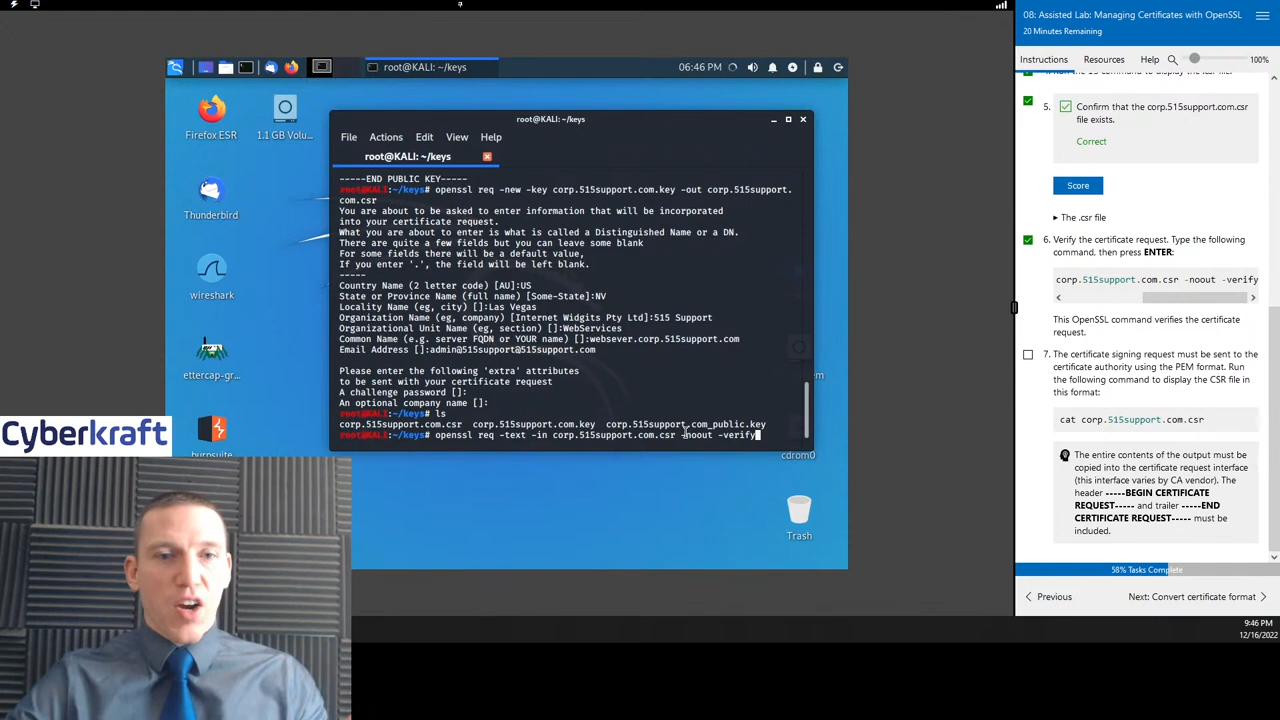 08: Assisted Lab: Managing Certificates with OpenSSL
20 Minutes Remaining
Instructions
Resources
Help
100%
root@KALI: ~/keys
06:46 PM
Firefox ESR
1.1 GB Volu...
Thunderbird
wireshark
ettercap-gr...
burpsuite
cdrom0
Trash
root@KALI: ~/keys
File
Actions
Edit
View
Help
root@KALI: ~/keys
-----END PUBLIC KEY-----
root@KALI:~/keys# openssl req -new -key corp.515support.com.key -out corp.515support.
com.csr
You are about to be asked to enter information that will be incorporated
into your certificate request.
What you are about to enter is what is called a Distinguished Name or a DN.
There are quite a few fields but you can leave some blank
For some fields there will be a default value,
If you enter '.', the field will be left blank.
-----
Country Name (2 letter code) [AU]:US
State or Province Name (full name) [Some-State]:NV
Locality Name (eg, city) []:Las Vegas
Organization Name (eg, company) [Internet Widgits Pty Ltd]:515 Support
Organizational Unit Name (eg, section) []:WebServices
Common Name (e.g. server FQDN or YOUR name) []:websever.corp.515support.com
Email Address []:admin@515support@515support.com
Please enter the following 'extra' attributes
to be sent with your certificate request
A challenge password []:
An optional company name []:
root@KALI:~/keys# ls
corp.515support.com.csr corp.515support.com.key corp.515support.com_public.key
root@KALI:~/keys# openssl req -text -in corp.515support.com.csr -noout -verify
5.
Confirm that the corp.515support.com.csr
file exists.
Correct
Score
The .csr file
6. Verify the certificate request. Type the following
command, then press ENTER:
corp.515support.com.csr -noout -verify
This OpenSSL command verifies the certificate
request.
7. The certificate signing request must be sent to the
certificate authority using the PEM format. Run
the following command to display the CSR file in
this format:
cat corp.515support.com.csr
The entire contents of the output must be
copied into the certificate request interface
(this interface varies by CA vendor). The
header -----BEGIN CERTIFICATE
REQUEST----- and trailer -----END
CERTIFICATE REQUEST----- must be
included.
58% Tasks Complete
Previous
Next: Convert certificate format
9:46 PM
12/16/2022
Cyberkraft